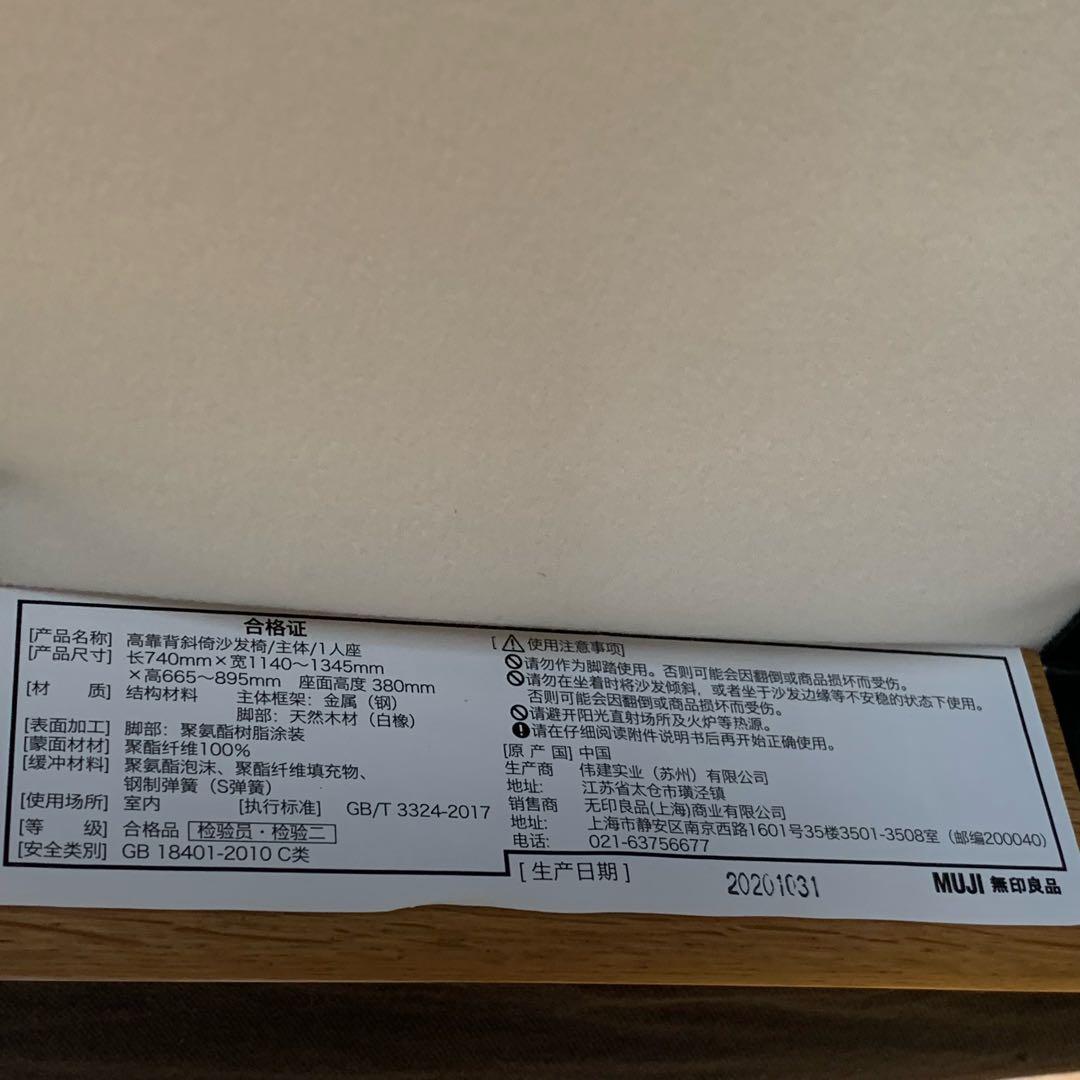 合格证
[产品名称] 高靠背斜倚沙发椅/主体/1人座
[产品尺寸] 长740mm×宽1140～1345mm
×高665～895mm 座面高度 380mm
[材 质] 结构材料 主体框架：金属（钢）
脚部：天然木材（白橡）
[表面加工] 脚部：聚氨酯树脂涂装
[蒙面材材] 聚酯纤维100%
[缓冲材料] 聚氨酯泡沫、聚酯纤维填充物、
钢制弹簧（S弹簧）
[使用场所] 室内 [执行标准] GB/T 3324-2017
[等 级] 合格品 检验员·检验二
[安全类別] GB 18401-2010 C类
[⚠使用注意事项]
请勿作为脚踏使用。否则可能会因翻倒或商品损坏而受伤。
请勿在坐着时将沙发倾斜，或者坐于沙发边缘等不安稳的状态下使用。
否则可能会因翻倒或商品损坏而受伤。
请避开阳光直射场所及火炉等热源。
请在仔细阅读附件说明书后再开始正确使用。
[原 产 国] 中国
生产商 伟建实业（苏州）有限公司
地址： 江苏省太仓市璜泾镇
销售商 无印良品(上海)商业有限公司
地址： 上海市静安区南京西路1601号35楼3501-3508室（邮编200040）
电话： 021-63756677
[生产日期] 20201031
MUJI 無印良品